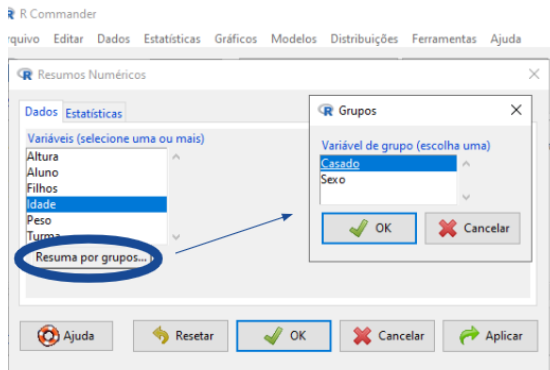 R Commander
rquivo Editar Dados Estatísticas Gráficos Modelos Distribuições Ferramentas Ajuda
Resumos Numéricos
Dados Estatísticas
Variáveis (selecione uma ou mais)
Altura
Aluno
Filhos
Idade
Peso
Turma
Resuma por grupos...
Grupos
Variável de grupo (escolha uma)
Casado
Sexo
OK Cancelar
Ajuda Resetar OK Cancelar Aplicar